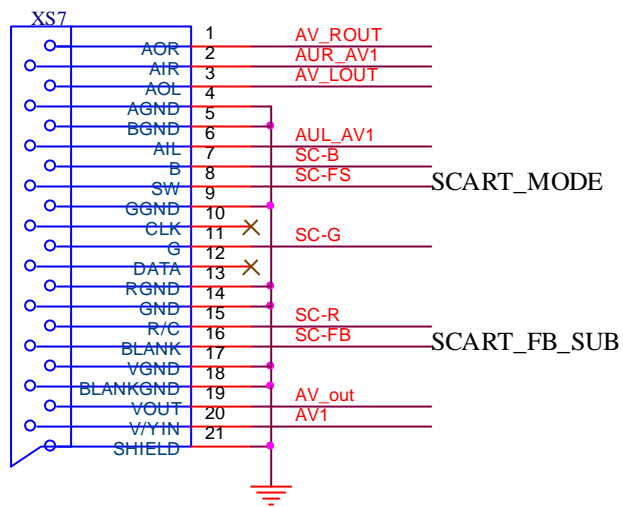 XS7
1
AOR AV_ROUT
2
AIR AUR_AV1
3
AOL AV_LOUT
4
AGND
5
BGND
6
AIL AUL_AV1
7
B SC-B
8
SW SC-FS SCART_MODE
9
GGND
10
CLK
11
G SC-G
12
DATA
13
RGND
14
GND
15
R/C SC-R
16
BLANK SC-FB SCART_FB_SUB
17
VGND
18
BLANKGND
19
VOUT AV_out
20
V/YIN AV1
21
SHIELD